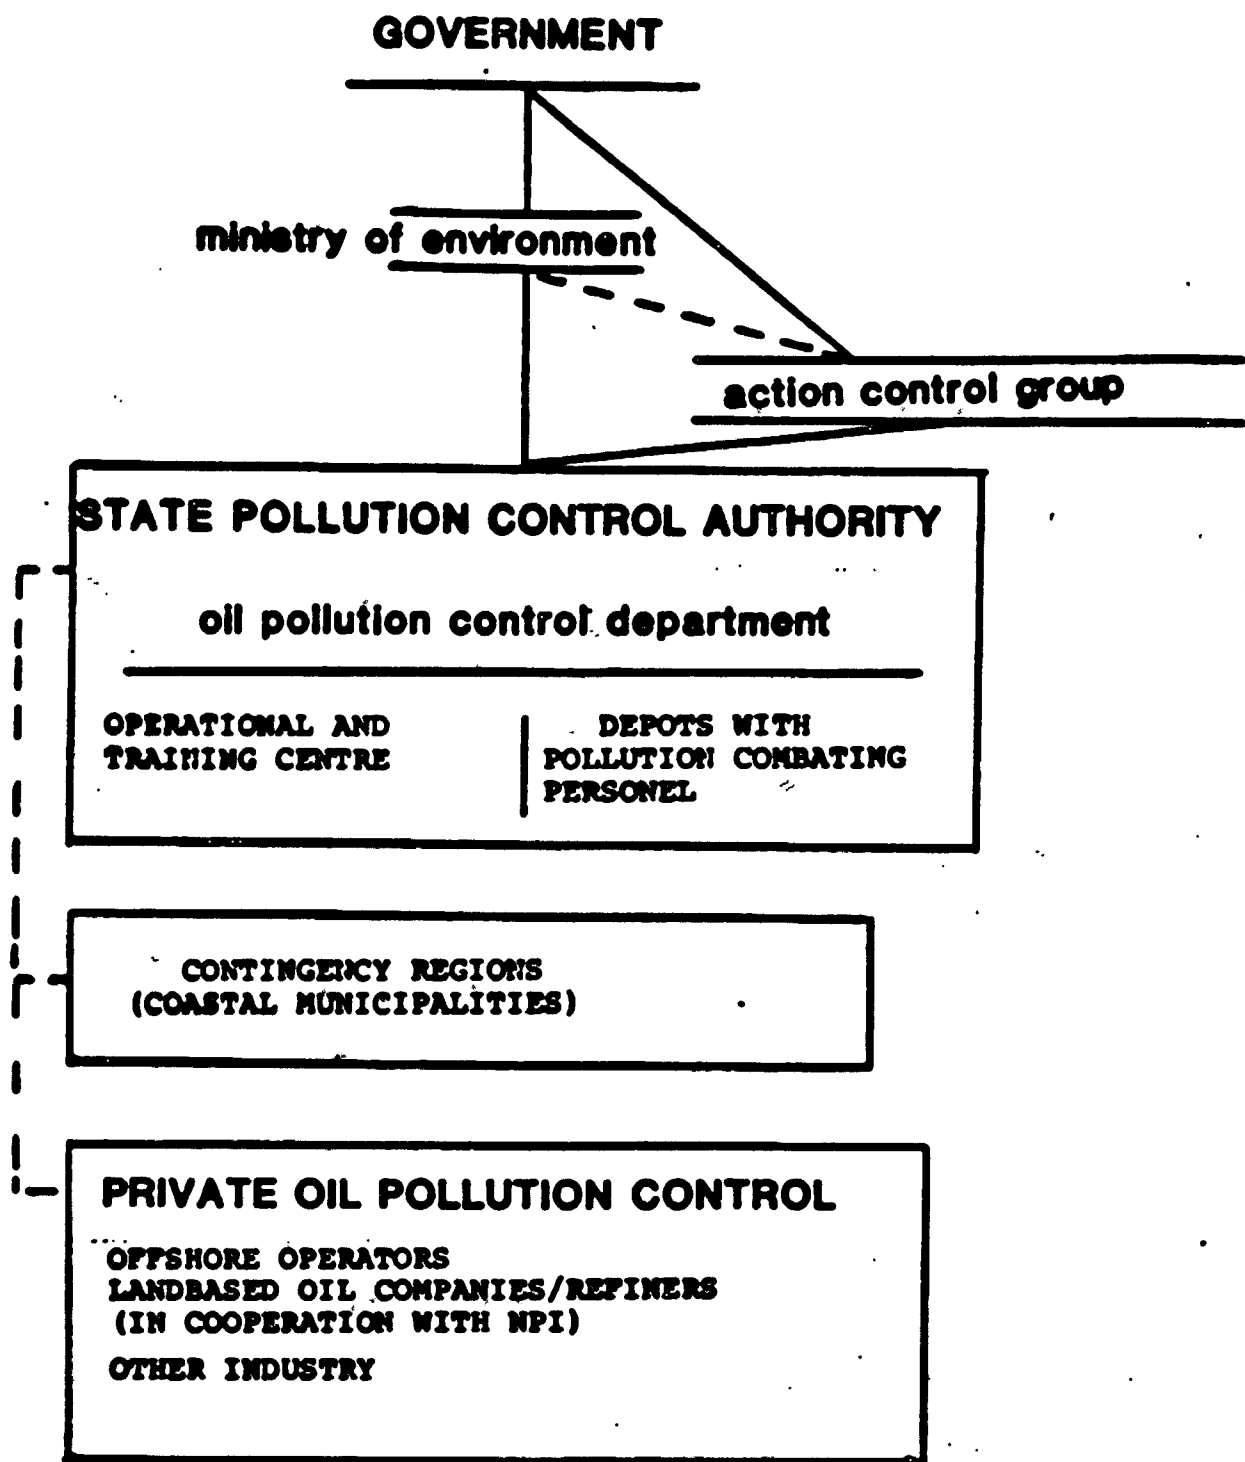 GOVERNMENT
ministry of environment
action control group
STATE POLLUTION CONTROL AUTHORITY
oil pollution control department
OPERATIONAL AND
TRAINING CENTRE
DEPOTS WITH
POLLUTION COMBATING
PERSONEL
CONTINGENCY REGIONS
(COASTAL MUNICIPALITIES)
PRIVATE OIL POLLUTION CONTROL
OFFSHORE OPERATORS
LANDBASED OIL COMPANIES/REFINERS
(IN COOPERATION WITH NPI)
OTHER INDUSTRY